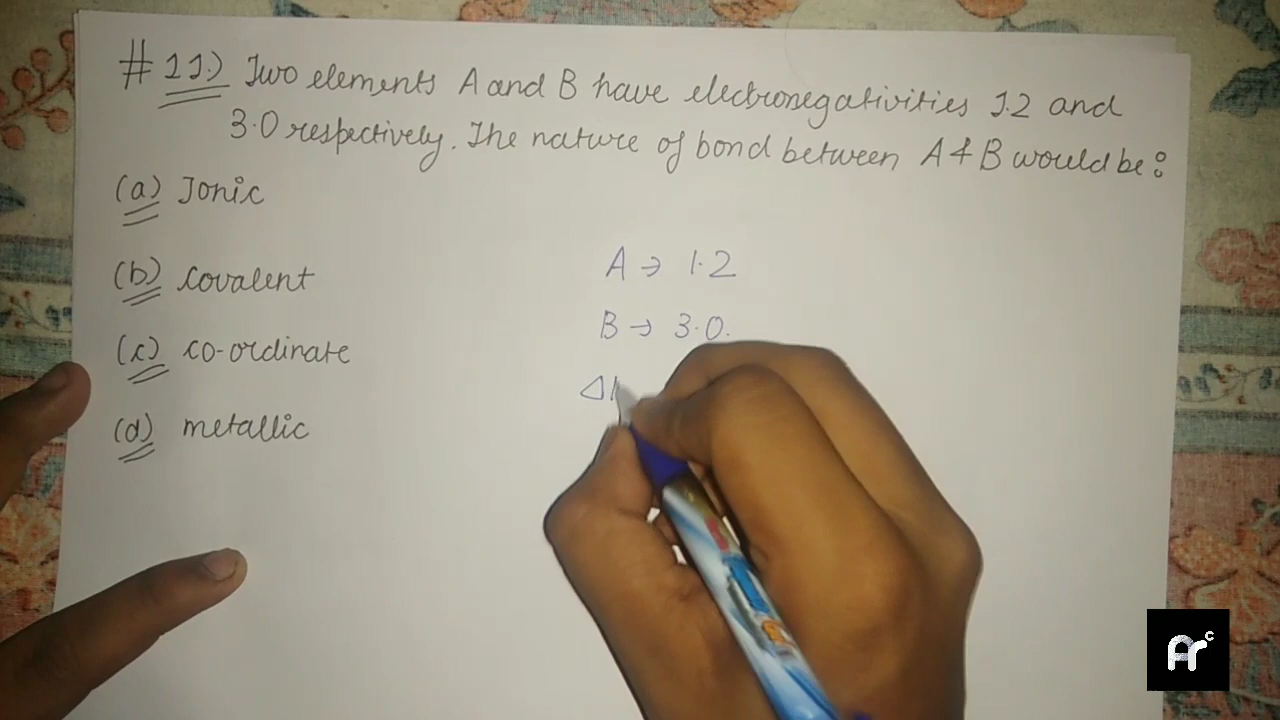 # 11.) Two elements A and B have electronegativities 1.2 and
3.0 respectively. The nature of bond between A & B would be:
(a) Ionic
(b) covalent
(c) co-ordinate
(d) metallic
A → 1.2
B → 3.0.
Δ
Ar c